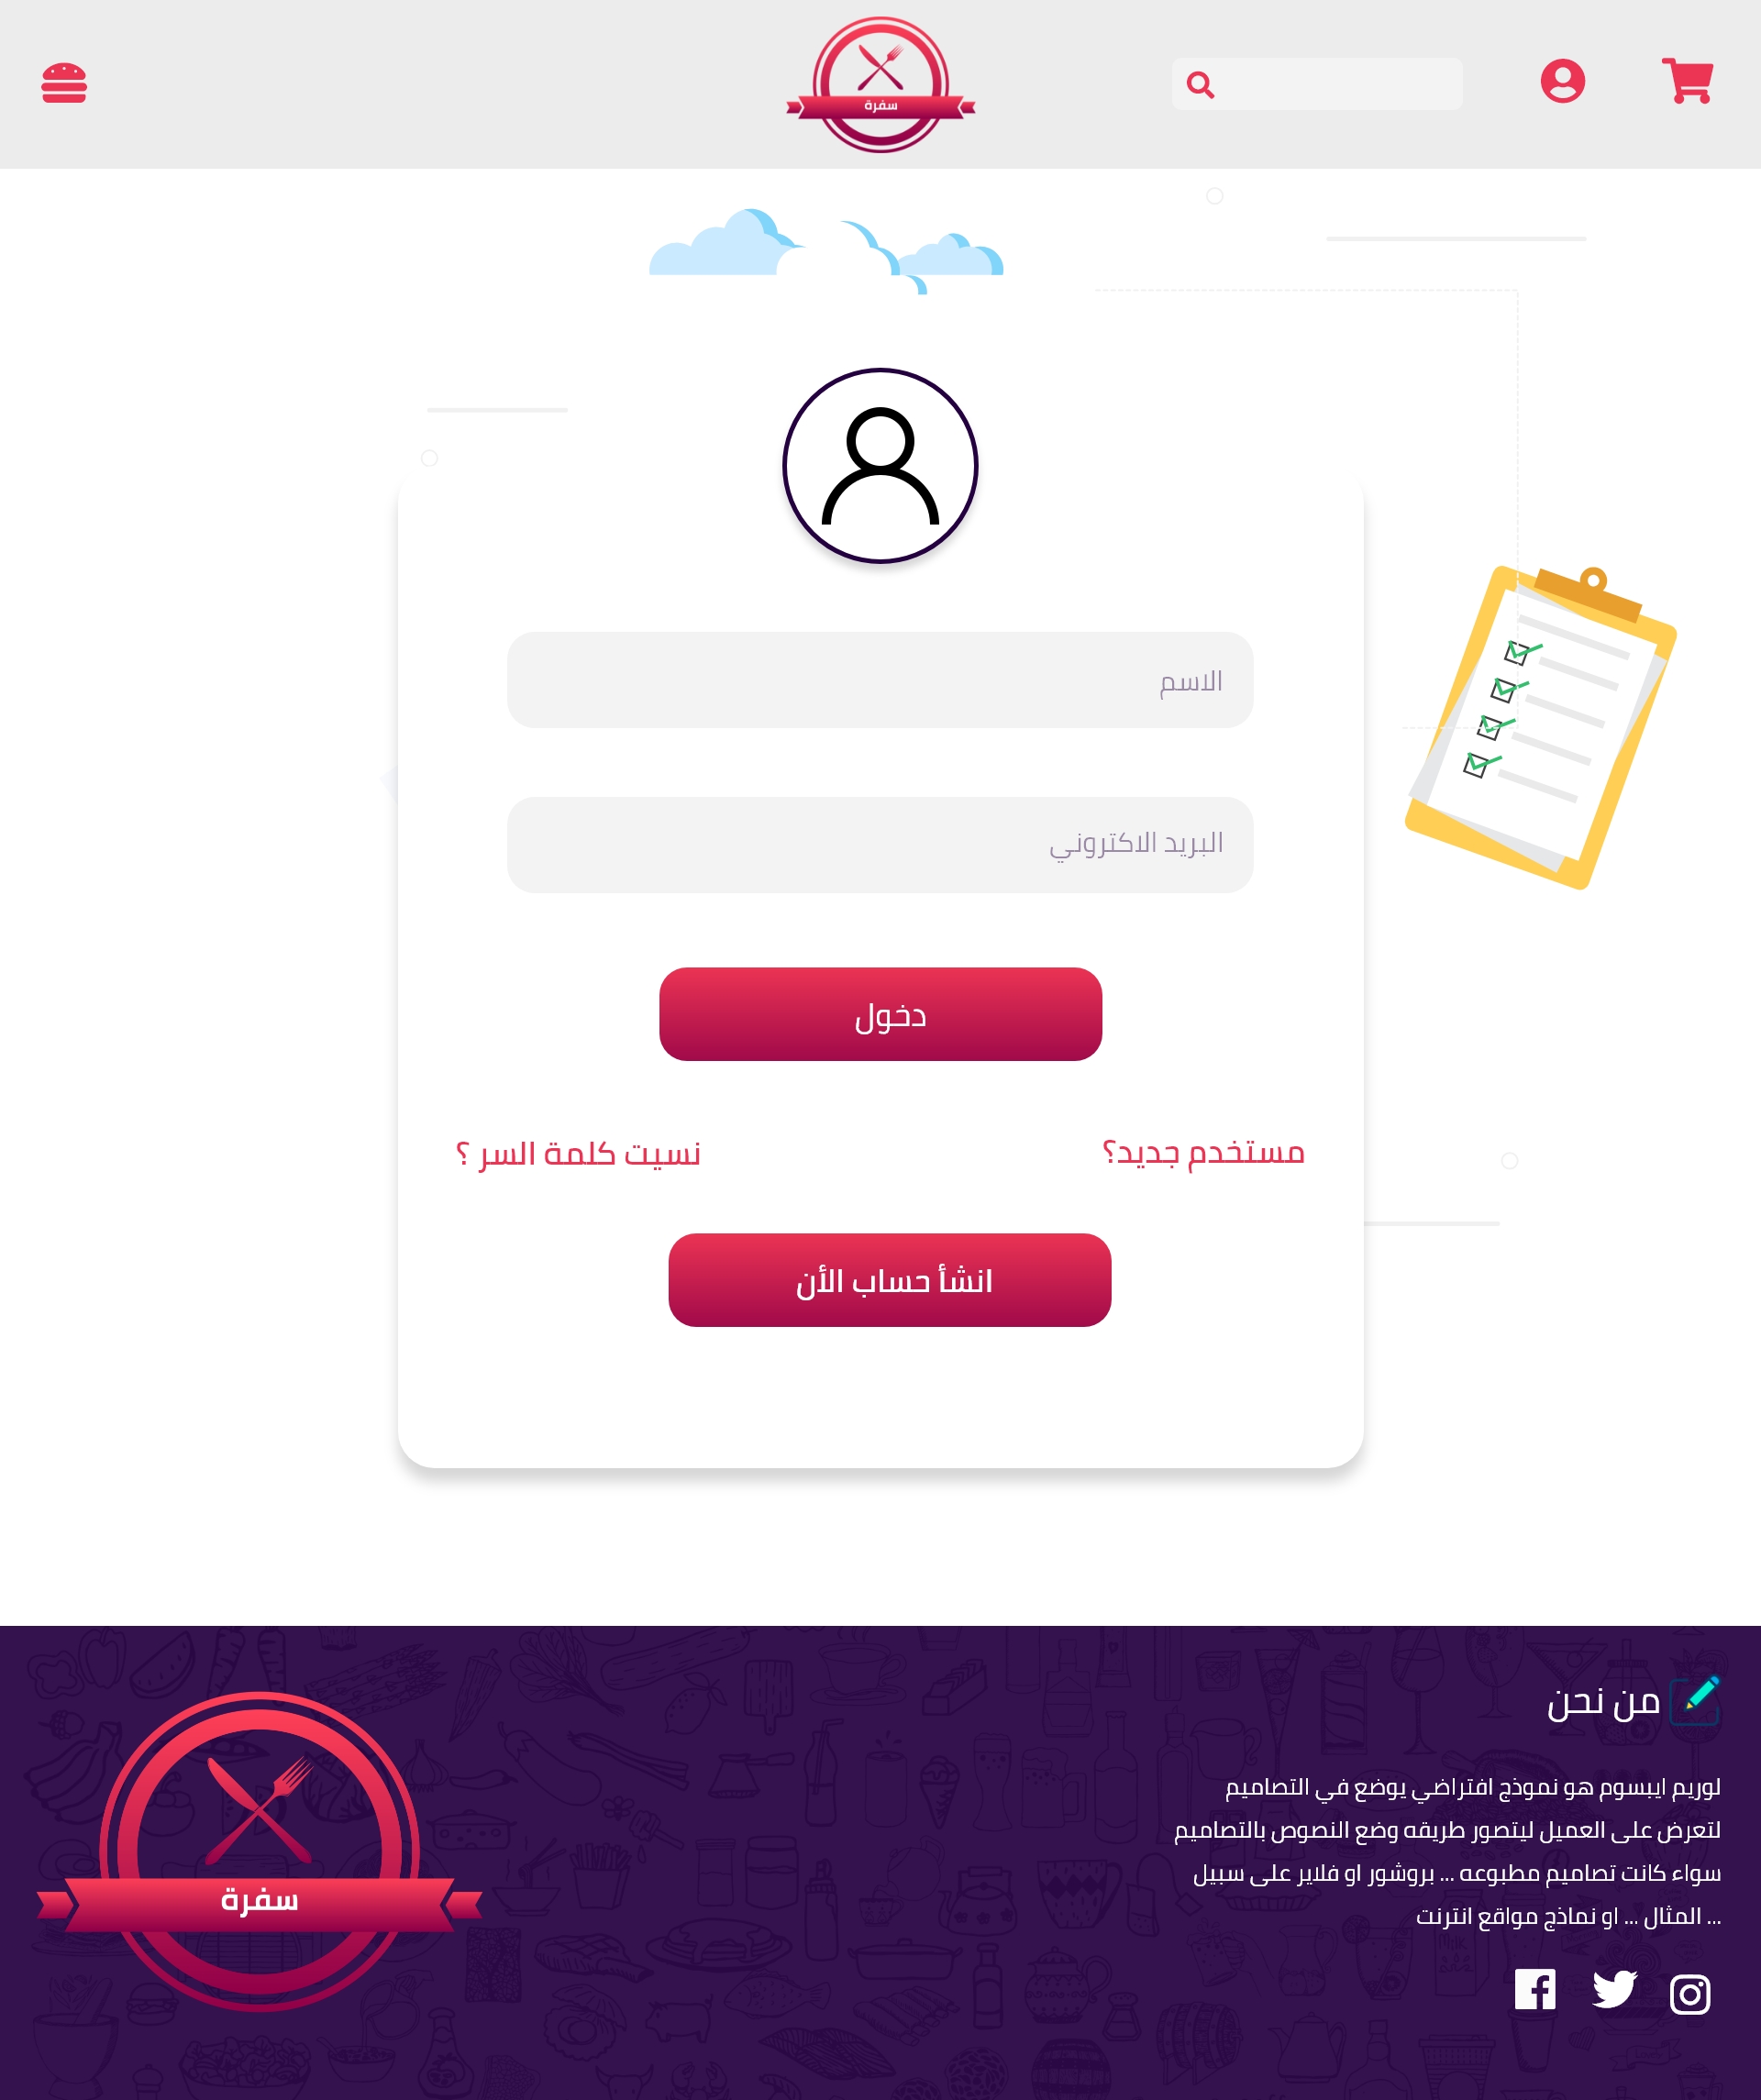 سفرة
الاسم
البريد الاكتروني
دخول
مستخدم جديد؟
نسيت كلمة السر ؟
انشأ حساب الأن
من نحن
لوريم ايبسوم هو نموذج افتراضي يوضع في التصاميم
لتعرض على العميل ليتصور طريقه وضع النصوص بالتصاميم
سواء كانت تصاميم مطبوعه ... بروشور او فلاير على سبيل
... المثال ... او نماذج مواقع انترنت
سفرة